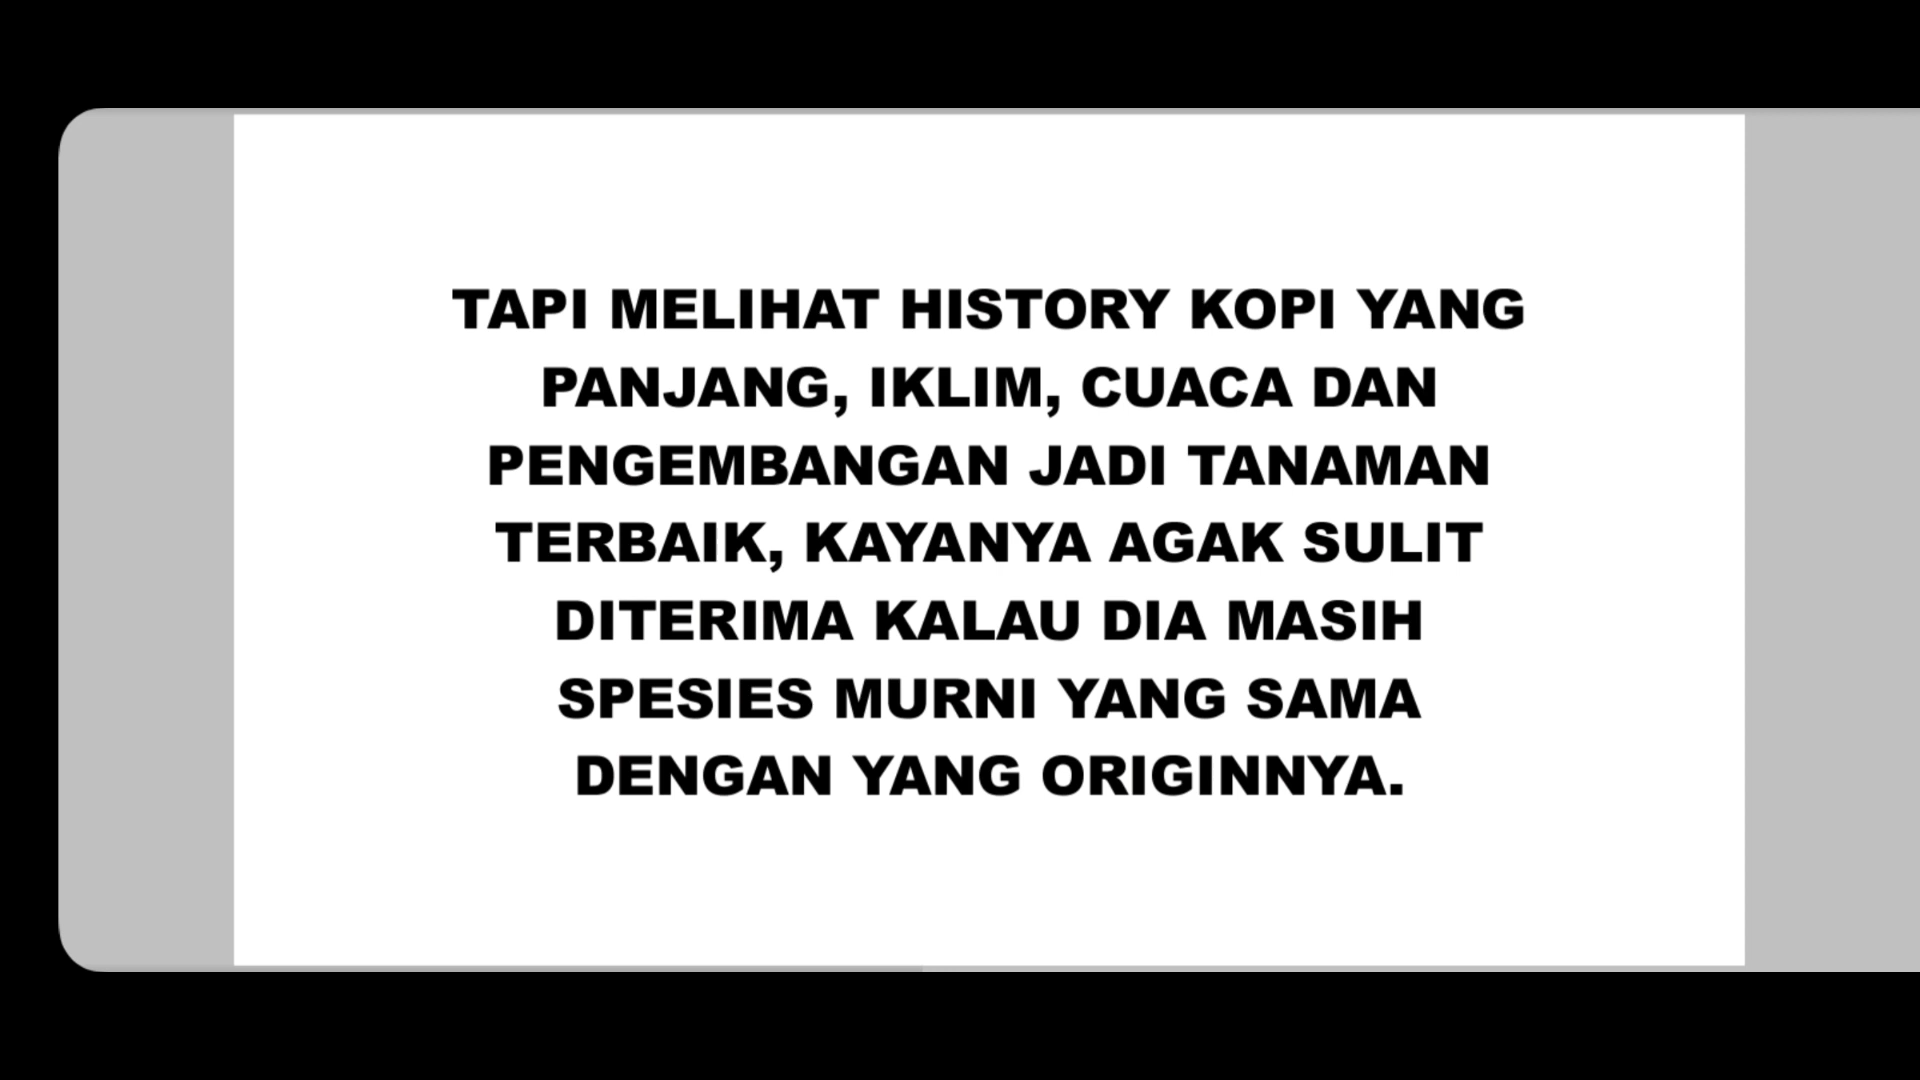 TAPI MELIHAT HISTORY KOPI YANG
PANJANG, IKLIM, CUACA DAN
PENGEMBANGAN JADI TANAMAN
TERBAIK, KAYANYA AGAK SULIT
DITERIMA KALAU DIA MASIH
SPESIES MURNI YANG SAMA
DENGAN YANG ORIGINNYA.